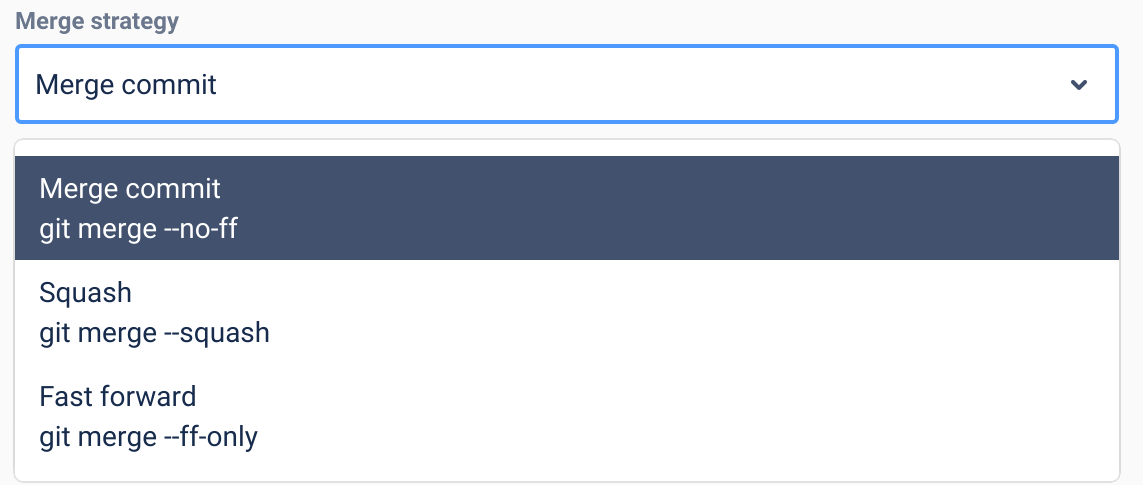 Merge strategy
Merge commit
Merge commit
git merge --no-ff
Squash
git merge --squash
Fast forward
git merge --ff-only